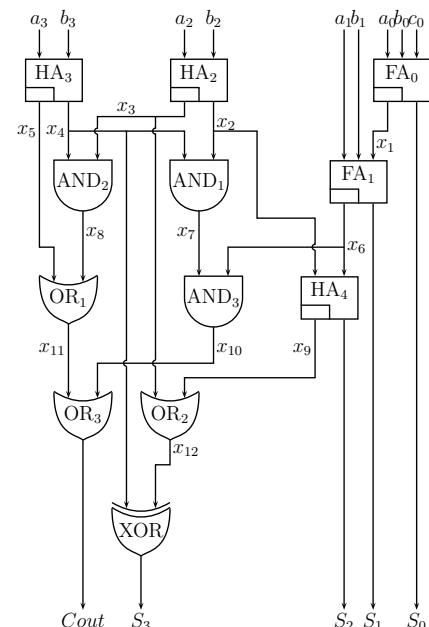 a₃ b₃ a₂ b₂ a₁b₁ a₀b₀c₀
HA₃ HA₂ FA₀
x₃
x₅ x₄ x₂ x₁
AND₂ AND₁ FA₁
x₈ x₇ x₆
OR₁ AND₃ HA₄
x₁₁ x₁₀ x₉
OR₃ OR₂
x₁₂
XOR
Cout S₃ S₂ S₁ S₀